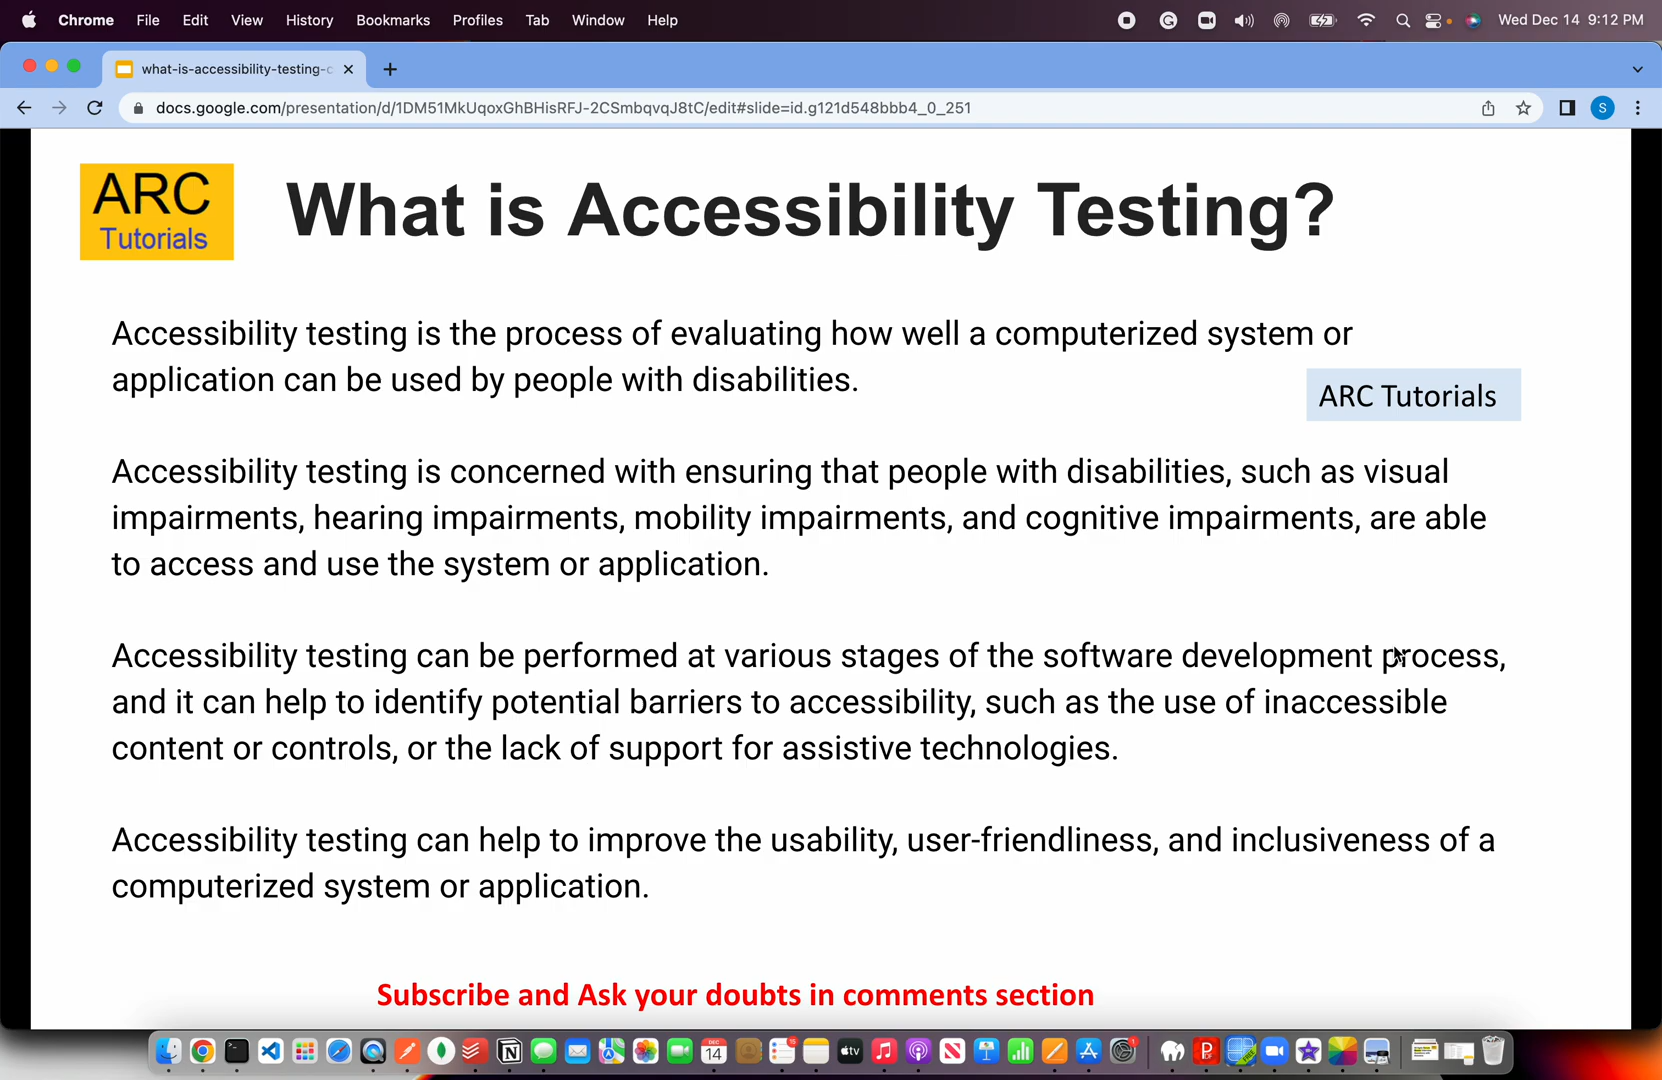 Chrome File Edit View History Bookmarks Profiles Tab Window Help Wed Dec 14 9:12 PM
what-is-accessibility-testing-
docs.google.com/presentation/d/1DM51MkUqoxGhBHisRFJ-2CSmbqvqJ8tC/edit#slide=id.g121d548bbb4_0_251
S
ARC
Tutorials
What is Accessibility Testing?
Accessibility testing is the process of evaluating how well a computerized system or
application can be used by people with disabilities.
ARC Tutorials
Accessibility testing is concerned with ensuring that people with disabilities, such as visual
impairments, hearing impairments, mobility impairments, and cognitive impairments, are able
to access and use the system or application.
Accessibility testing can be performed at various stages of the software development process,
and it can help to identify potential barriers to accessibility, such as the use of inaccessible
content or controls, or the lack of support for assistive technologies.
Accessibility testing can help to improve the usability, user-friendliness, and inclusiveness of a
computerized system or application.
Subscribe and Ask your doubts in comments section
DEC
14
tv